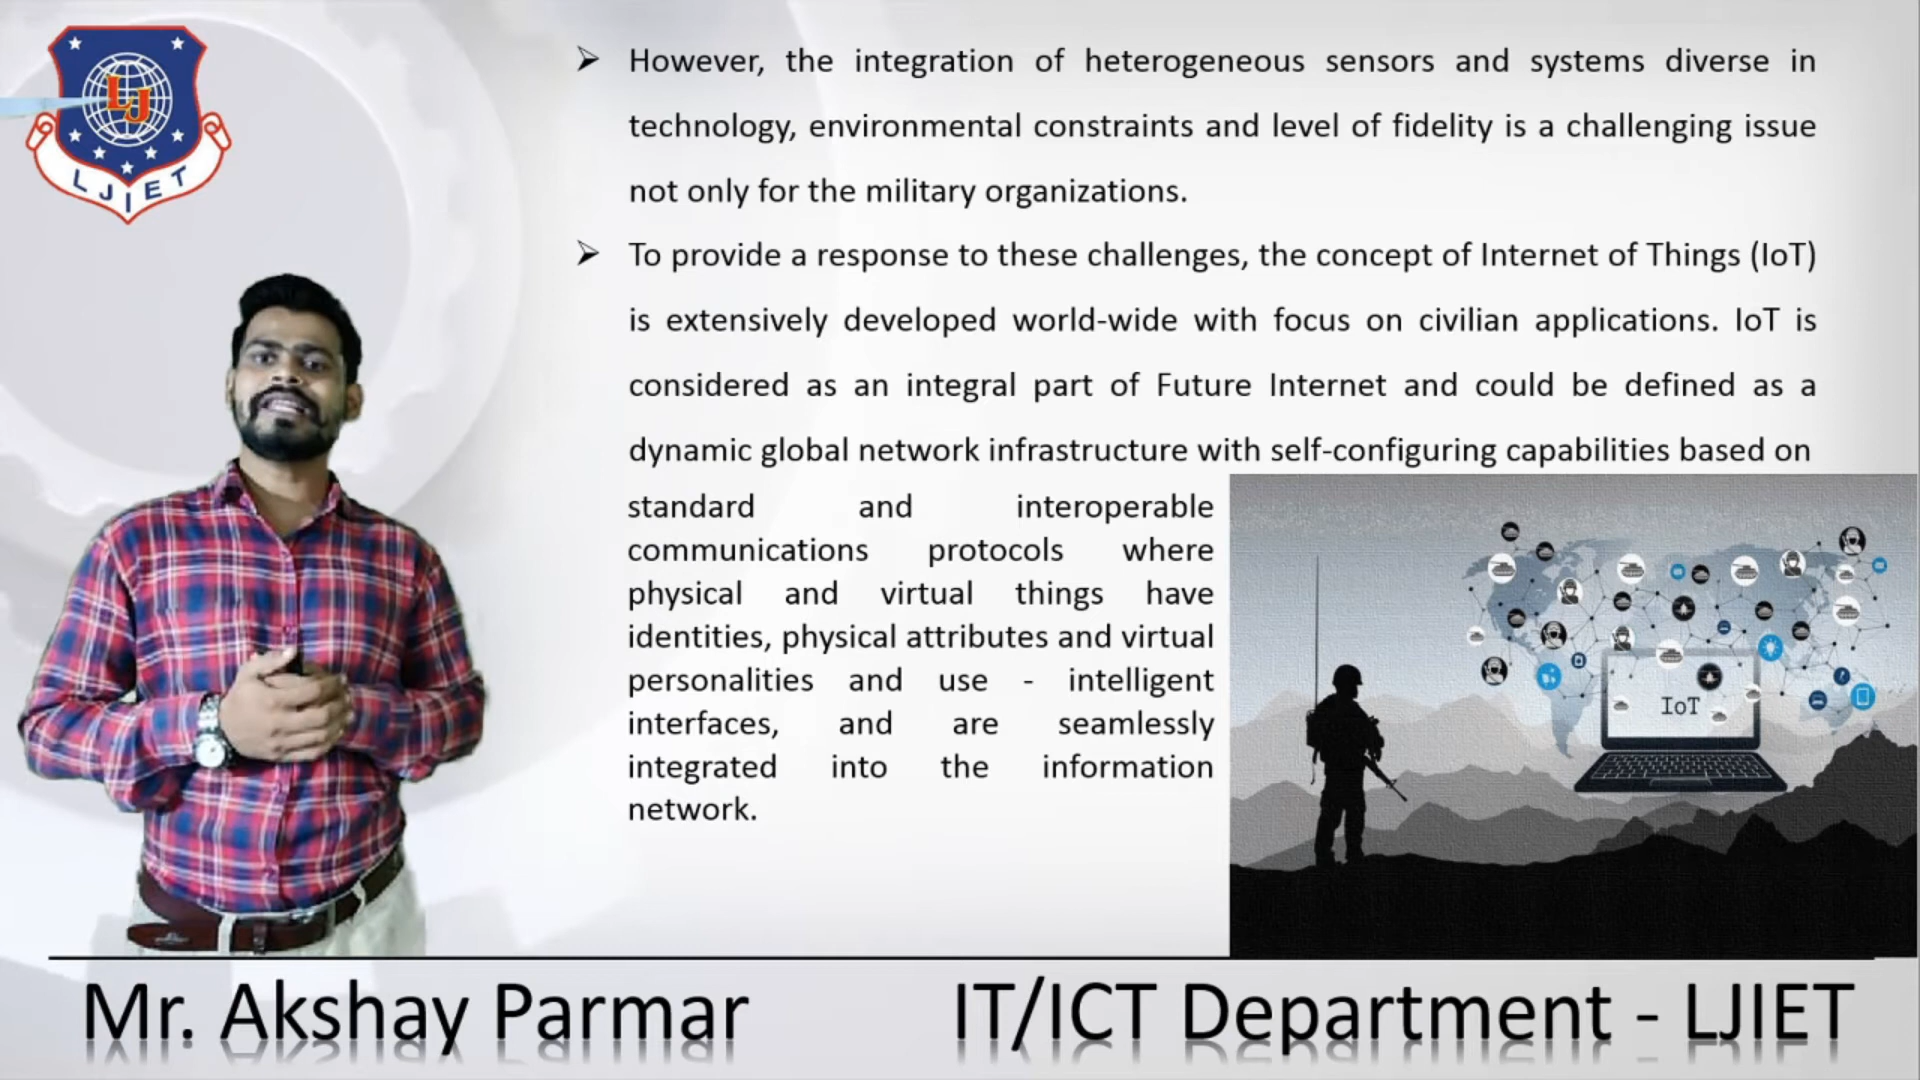 LJ
LJIET
➢ However, the integration of heterogeneous sensors and systems diverse in
technology, environmental constraints and level of fidelity is a challenging issue
not only for the military organizations.
➢ To provide a response to these challenges, the concept of Internet of Things (IoT)
is extensively developed world-wide with focus on civilian applications. IoT is
considered as an integral part of Future Internet and could be defined as a
dynamic global network infrastructure with self-configuring capabilities based on
standard and interoperable
communications protocols where
physical and virtual things have
identities, physical attributes and virtual
personalities and use - intelligent
interfaces, and are seamlessly
integrated into the information
network.
IoT
Mr. Akshay Parmar
IT/ICT Department - LJIET